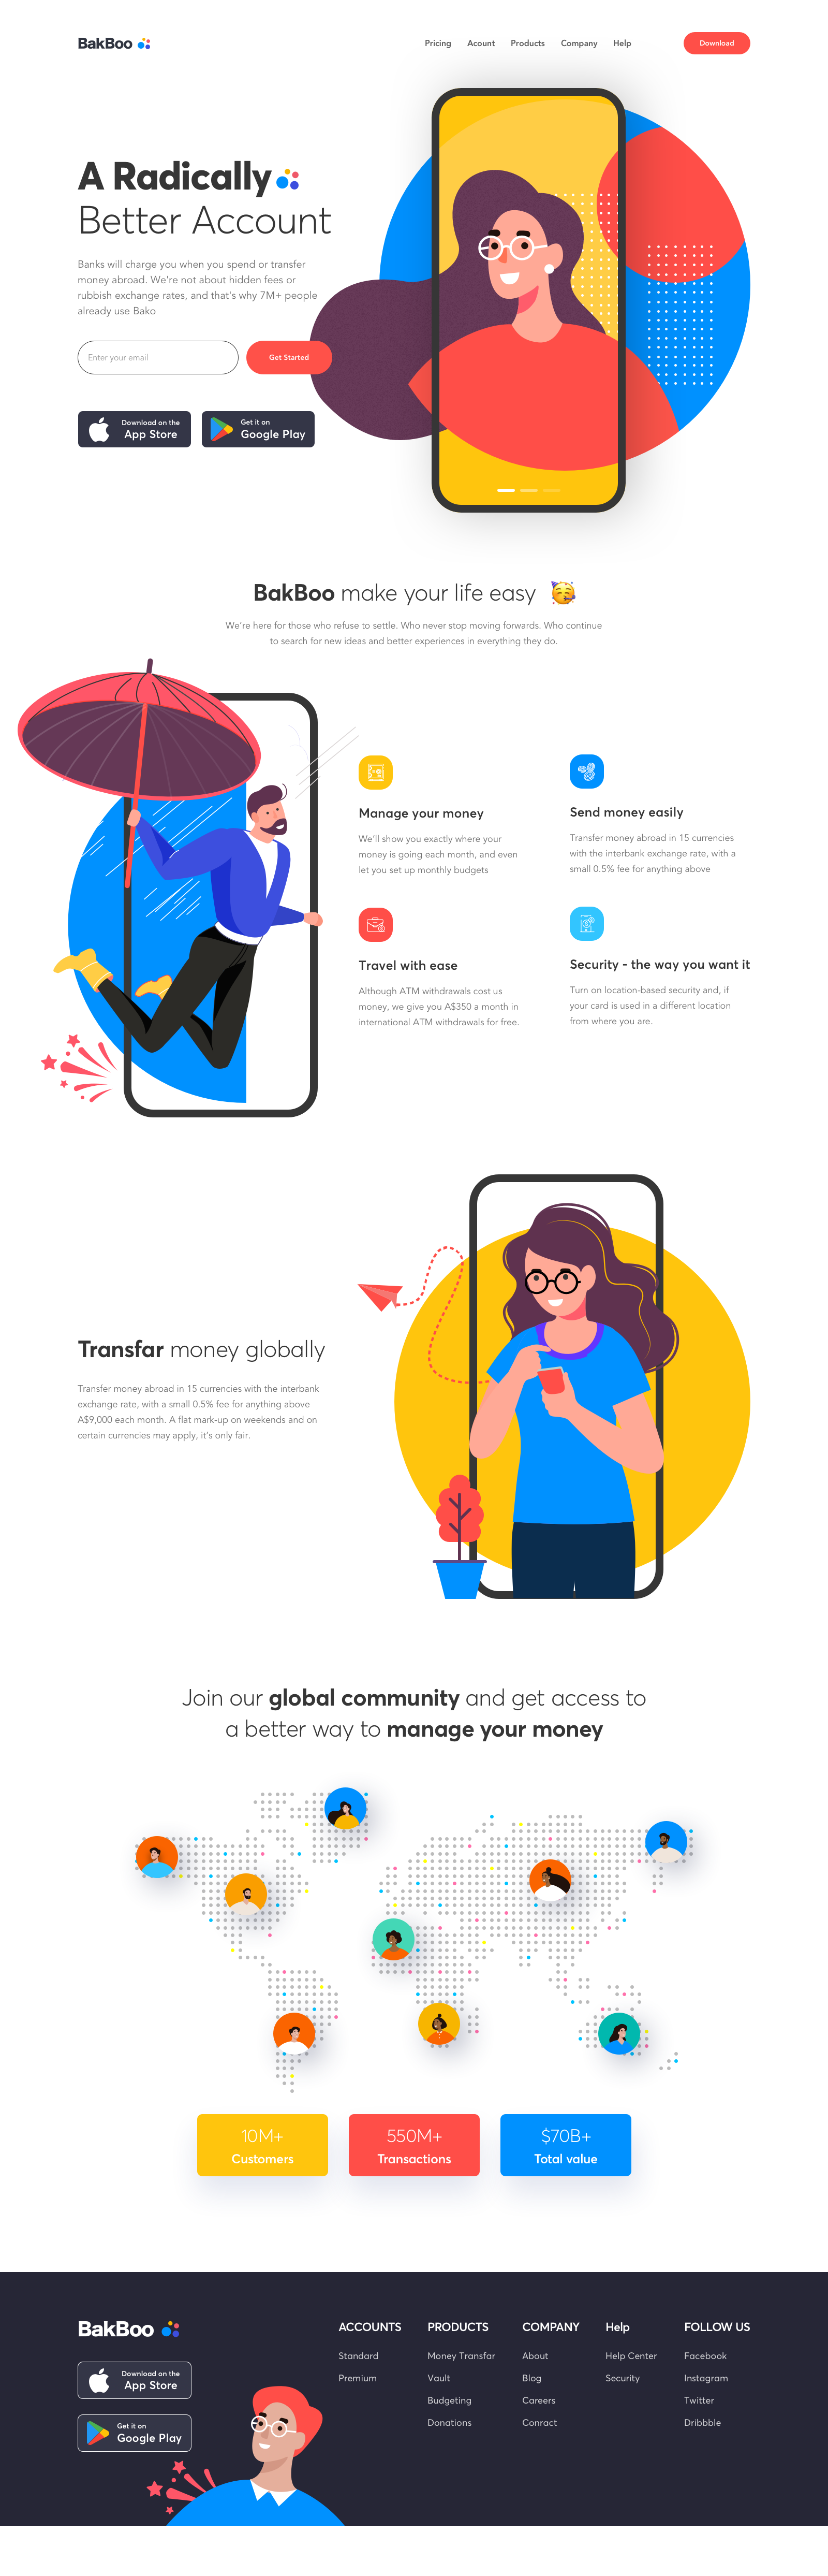 BakBoo
Pricing
Acount
Products
Company
Help
Download
A Radically
Better Account
Banks will charge you when you spend or transfer
money abroad. We're not about hidden fees or
rubbish exchange rates, and that's why 7M+ people
already use Bako
Enter your email
Get Started
Download on the
App Store
Get it on
Google Play
BakBoo make your life easy
We're here for those who refuse to settle. Who never stop moving forwards. Who continue
to search for new ideas and better experiences in everything they do.
Manage your money
We'll show you exactly where your
money is going each month, and even
let you set up monthly budgets
Send money easily
Transfer money abroad in 15 currencies
with the interbank exchange rate, with a
small 0.5% fee for anything above
Travel with ease
Although ATM withdrawals cost us
money, we give you A$350 a month in
international ATM withdrawals for free.
Security - the way you want it
Turn on location-based security and, if
your card is used in a different location
from where you are.
Transfar money globally
Transfer money abroad in 15 currencies with the interbank
exchange rate, with a small 0.5% fee for anything above
A$9,000 each month. A flat mark-up on weekends and on
certain currencies may apply, it's only fair.
Join our global community and get access to
a better way to manage your money
10M+
Customers
550M+
Transactions
$70B+
Total value
BakBoo
Download on the
App Store
Get it on
Google Play
ACCOUNTS
Standard
Premium
PRODUCTS
Money Transfar
Vault
Budgeting
Donations
COMPANY
About
Blog
Careers
Conract
Help
Help Center
Security
FOLLOW US
Facebook
Instagram
Twitter
Dribbble